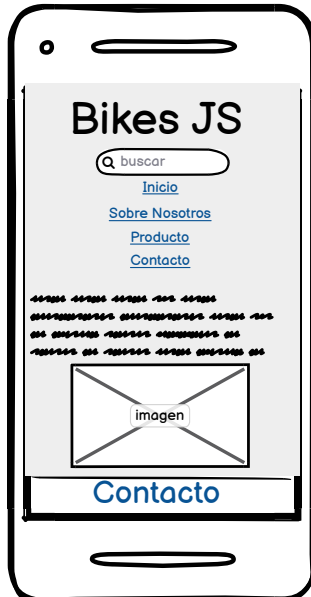 Bikes JS
buscar
Inicio
Sobre Nosotros
Producto
Contacto
imagen
Contacto